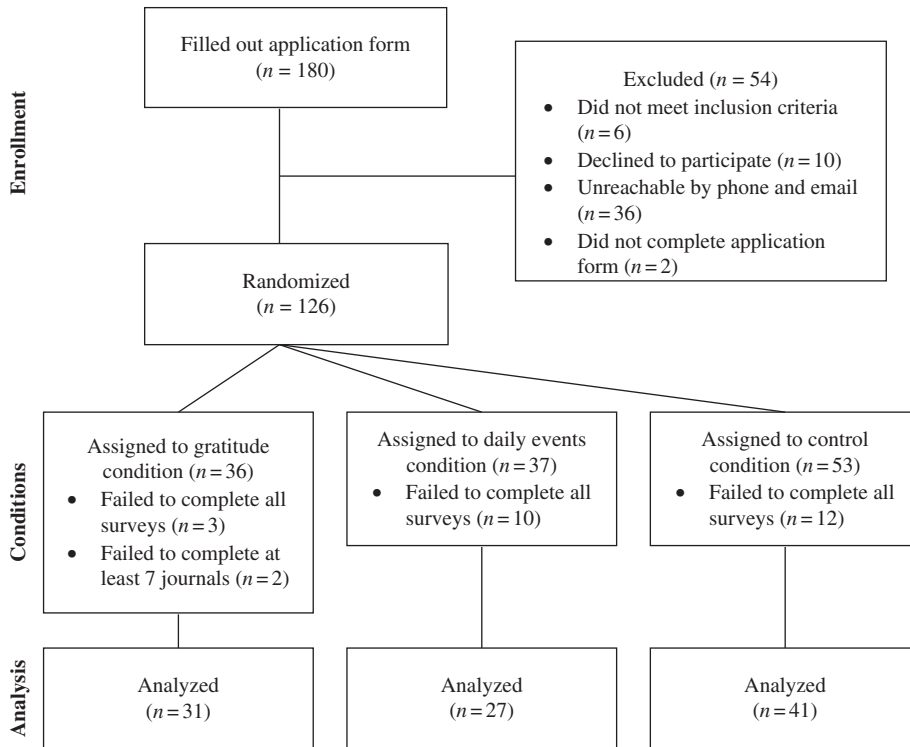 Enrollment
Filled out application form
(n = 180)
Excluded (n = 54)
• Did not meet inclusion criteria
(n = 6)
• Declined to participate (n = 10)
• Unreachable by phone and email
(n = 36)
• Did not complete application
form (n = 2)
Randomized
(n = 126)
Conditions
Assigned to gratitude
condition (n = 36)
• Failed to complete all
surveys (n = 3)
• Failed to complete at
least 7 journals (n = 2)
Assigned to daily events
condition (n = 37)
• Failed to complete all
surveys (n = 10)
Assigned to control
condition (n = 53)
• Failed to complete all
surveys (n = 12)
Analysis
Analyzed
(n = 31)
Analyzed
(n = 27)
Analyzed
(n = 41)